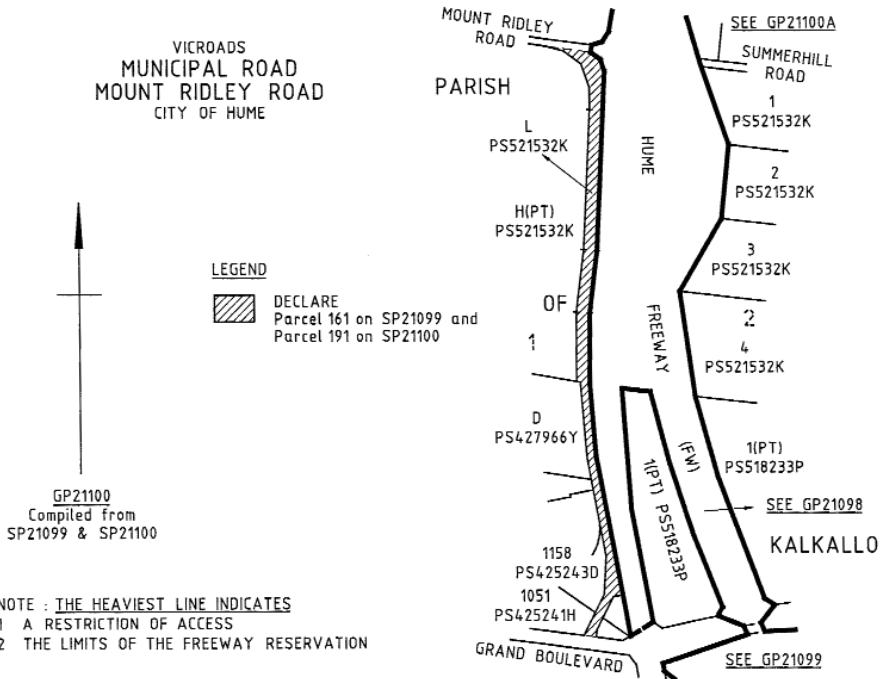 VICROADS
MUNICIPAL ROAD
MOUNT RIDLEY ROAD
CITY OF HUME
LEGEND
DECLARE
Parcel 161 on SP21099 and
Parcel 191 on SP21100
GP21100
Compiled from
SP21099 & SP21100
NOTE : THE HEAVIEST LINE INDICATES
1 A RESTRICTION OF ACCESS
2 THE LIMITS OF THE FREEWAY RESERVATION
MOUNT RIDLEY
ROAD
SEE GP21100A
SUMMERHILL
ROAD
PARISH
1
PS521532K
L
PS521532K
HUME
2
PS521532K
H(PT)
PS521532K
3
PS521532K
OF
1
FREEWAY
2
4
PS521532K
D
PS427966Y
(FW)
1(PT)
PS518233P
1(PT) PS518233P
SEE GP21098
KALKALLO
1158
PS425243D
1051
PS425241H
GRAND BOULEVARD
SEE GP21099